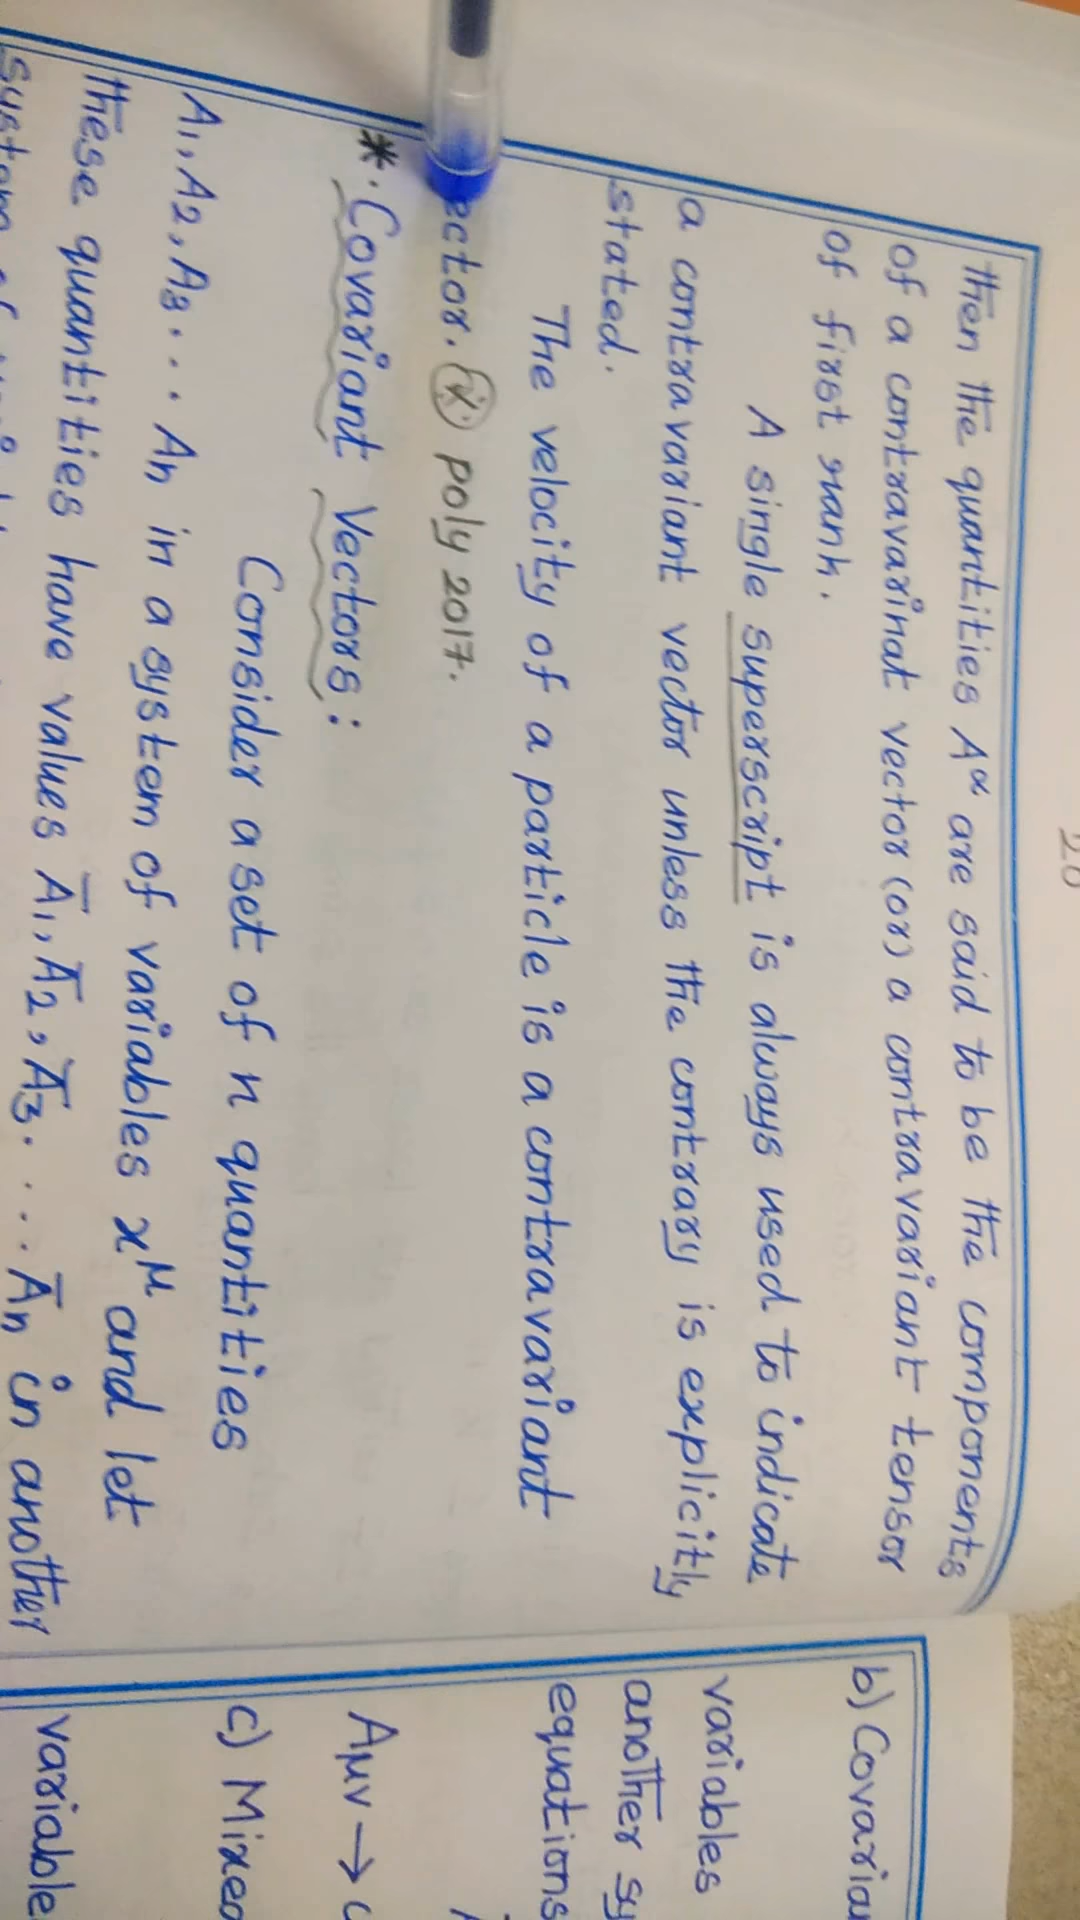 then the quantities A^α are said to be the components
of a contravarinat vector (or) a contravariant tensor
of first rank.
A single superscript is always used to indicate
a contravariant vector unless the contrary is explicitly
stated.
The velocity of a particle is a contravariant
ector. Ex poly 2017.
*. Covariant Vectors:
Consider a set of n quantities
A1, A2, A3... An in a system of variables x^μ and let
these quantities have values Ā1, Ā2, Ā3.... Ān in another
b) Covaria
variables
another sy
equations
Aμν →
c) Mixed
variable